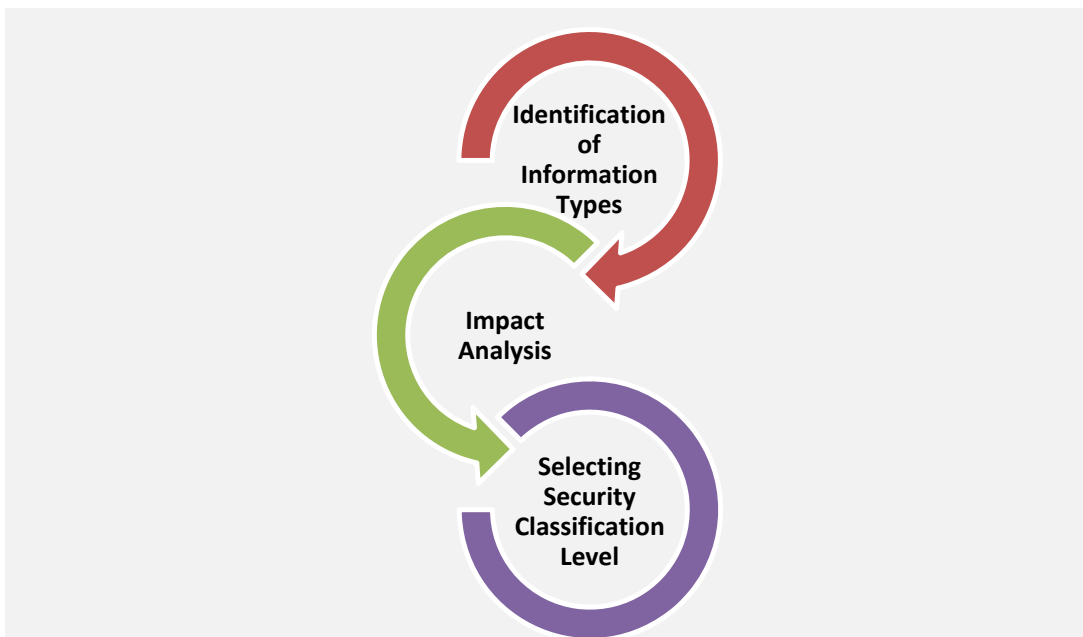 Identification
of
Information
Types
Impact
Analysis
Selecting
Security
Classification
Level